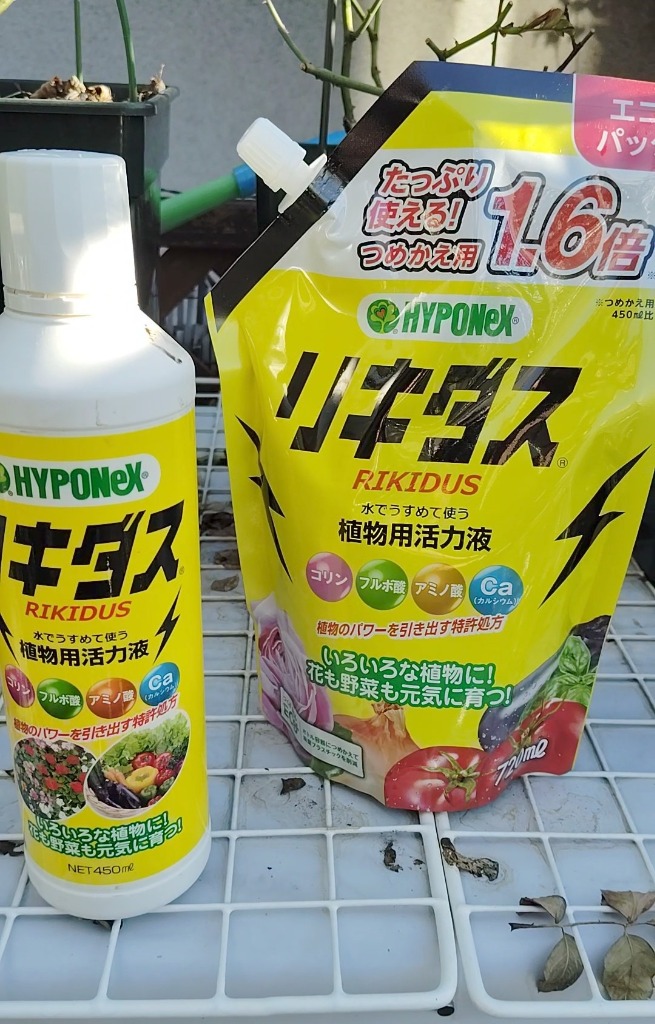 HYPONeX
リキダス
RIKIDUS
水でうすめて使う
植物用活力液
コリン
フルボ酸
アミノ酸
Ca
(カルシウム)
植物のパワーを引き出す特許処方
いろいろな植物に!
花も野菜も元気に育つ!
NET450㎖
エコ
パック
たっぷり
使える!
つめかえ用
1.6倍
※つめかえ用
450㎖比
HYPONeX®
リキダス®
RIKIDUS
水でうすめて使う
植物用活力液
コリン
フルボ酸
アミノ酸
Ca
(カルシウム)
植物のパワーを引き出す特許処方
いろいろな植物に!
花も野菜も元気に育つ!
720㎖